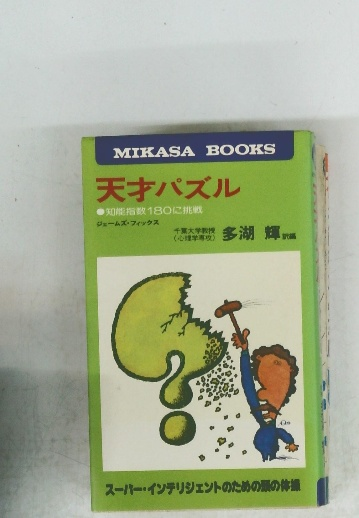 MIKASA BOOKS
天才パズル
●知能指数180に挑戦
ジェームズ・フィックス
千葉大学教授
(心理学専攻) 多湖 輝 訳編
スーパー・インテリジェントのための頭の体操